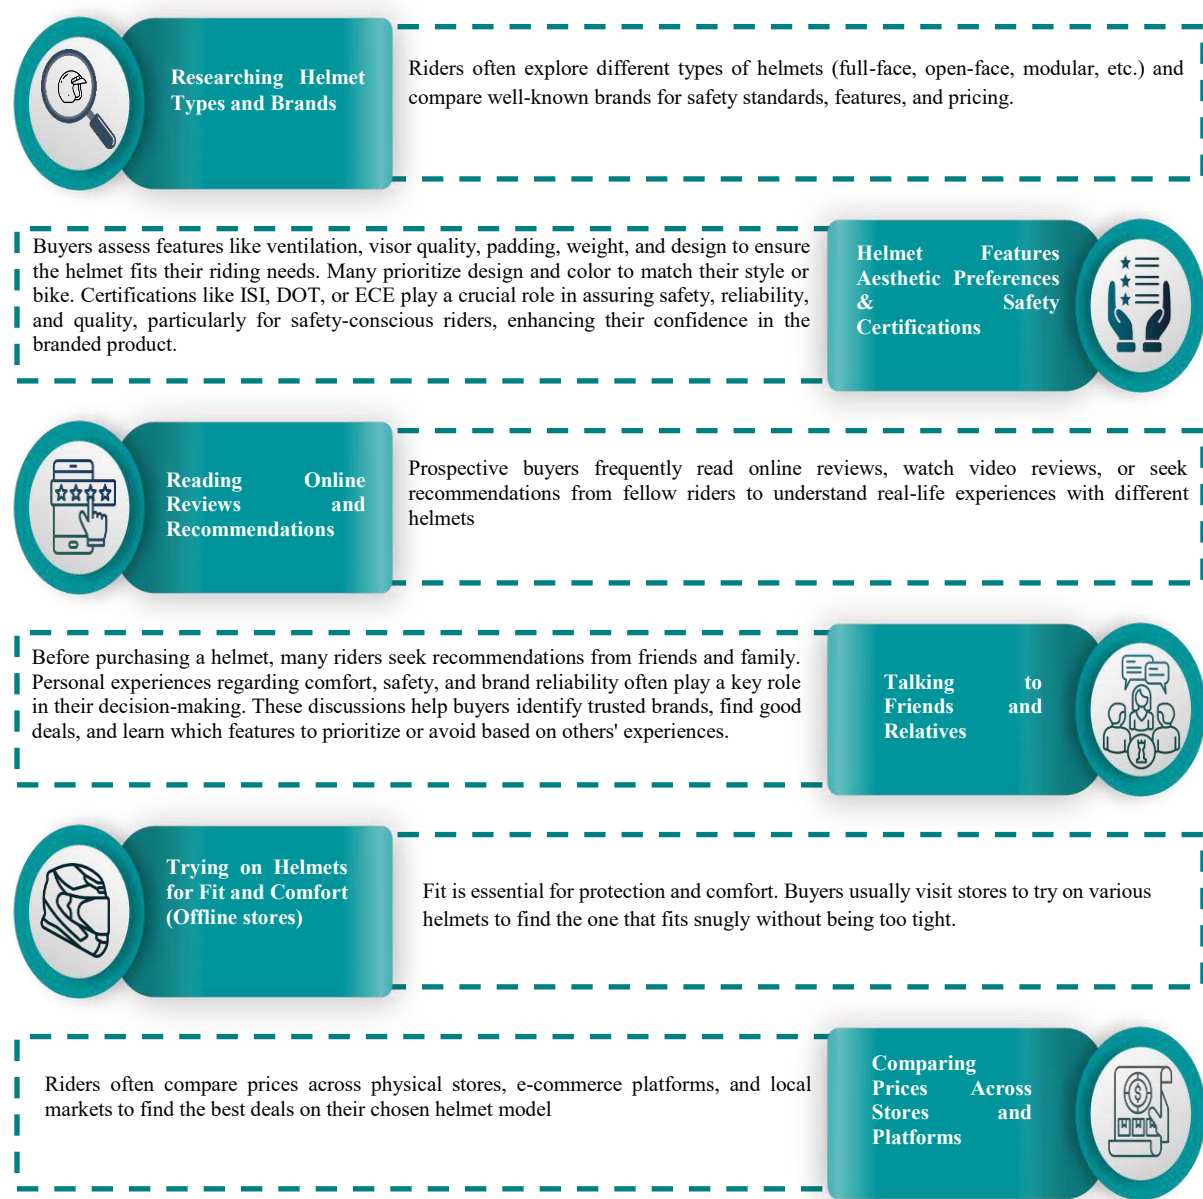 Researching Helmet
Types and Brands
Riders often explore different types of helmets (full-face, open-face, modular, etc.) and
compare well-known brands for safety standards, features, and pricing.
Buyers assess features like ventilation, visor quality, padding, weight, and design to ensure
the helmet fits their riding needs. Many prioritize design and color to match their style or
bike. Certifications like ISI, DOT, or ECE play a crucial role in assuring safety, reliability,
and quality, particularly for safety-conscious riders, enhancing their confidence in the
branded product.
Helmet Features
Aesthetic Preferences
& Safety
Certifications
Reading Online
Reviews and
Recommendations
Prospective buyers frequently read online reviews, watch video reviews, or seek
recommendations from fellow riders to understand real-life experiences with different
helmets
Before purchasing a helmet, many riders seek recommendations from friends and family.
Personal experiences regarding comfort, safety, and brand reliability often play a key role
in their decision-making. These discussions help buyers identify trusted brands, find good
deals, and learn which features to prioritize or avoid based on others' experiences.
Talking to
Friends and
Relatives
Trying on Helmets
for Fit and Comfort
(Offline stores)
Fit is essential for protection and comfort. Buyers usually visit stores to try on various
helmets to find the one that fits snugly without being too tight.
Riders often compare prices across physical stores, e-commerce platforms, and local
markets to find the best deals on their chosen helmet model
Comparing
Prices Across
Stores and
Platforms